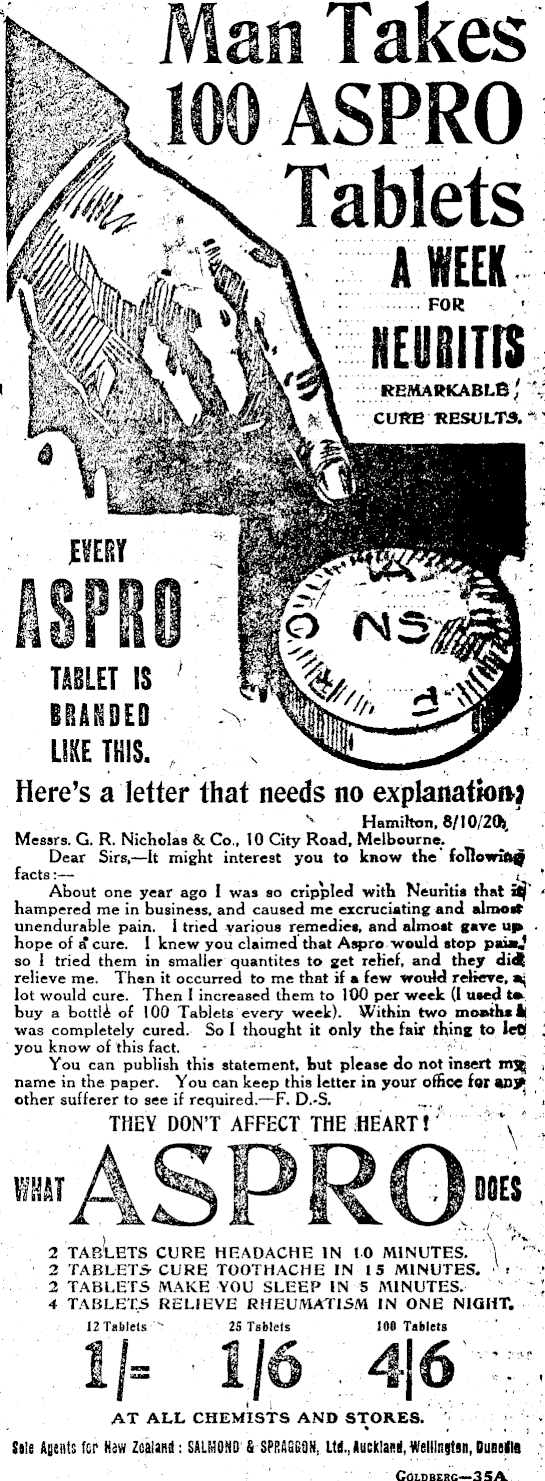 Man Takes
100 ASPRO
Tablets
A WEEK
FOR
NEURITIS
REMARKABLE
CURE RESULTS.
EVERY
ASPRO
TABLET IS
BRANDED
LIKE THIS.
A
NS
Here's a letter that needs no explanation:
Hamilton, 8/10/20.
Messrs. G. R. Nicholas & Co., 10 City Road, Melbourne.
Dear Sirs,—It might interest you to know the following
facts:—
About one year ago I was so crippled with Neuritis that it
hampered me in business, and caused me excruciating and almost
unendurable pain. I tried various remedies, and almost gave up
hope of a cure. I knew you claimed that Aspro would stop pain,
so I tried them in smaller quantites to get relief, and they did
relieve me. Then it occurred to me that if a few would relieve, a
lot would cure. Then I increased them to 100 per week (I used to
buy a bottle of 100 Tablets every week). Within two months I
was completely cured. So I thought it only the fair thing to let
you know of this fact.
You can publish this statement, but please do not insert my
name in the paper. You can keep this letter in your office for any
other sufferer to see if required.—F. D.-S.
THEY DON'T AFFECT THE HEART!
WHAT ASPRO DOES
2 TABLETS CURE HEADACHE IN 10 MINUTES.
2 TABLETS CURE TOOTHACHE IN 15 MINUTES.
2 TABLETS MAKE YOU SLEEP IN 5 MINUTES.
4 TABLETS RELIEVE RHEUMATISM IN ONE NIGHT.
12 Tablets 25 Tablets 100 Tablets
1/= 1/6 4/6
AT ALL CHEMISTS AND STORES.
Sole Agents for New Zealand: SALMOND & SPRAGGON, Ltd., Auckland, Wellington, Dunedin
GOLDBERG—35A